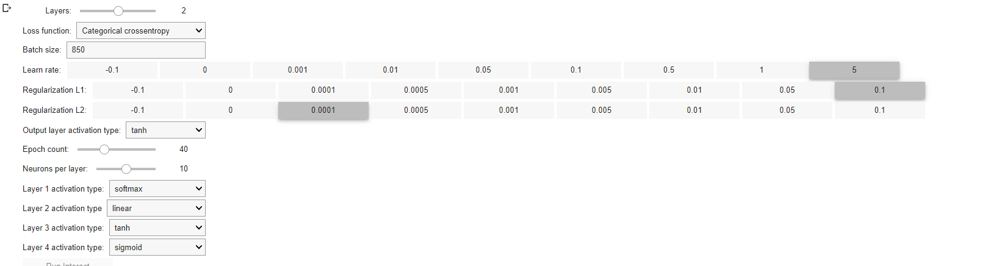 Layers: 2
Loss function: Categorical crossentropy
Batch size: 850
Learn rate: -0.1 0 0.001 0.01 0.05 0.1 0.5 1 5
Regularization L1: -0.1 0 0.0001 0.0005 0.001 0.005 0.01 0.05 0.1
Regularization L2: -0.1 0 0.0001 0.0005 0.001 0.005 0.01 0.05 0.1
Output layer activation type: tanh
Epoch count: 40
Neurons per layer: 10
Layer 1 activation type: softmax
Layer 2 activation type linear
Layer 3 activation type: tanh
Layer 4 activation type: sigmoid
Run Interact